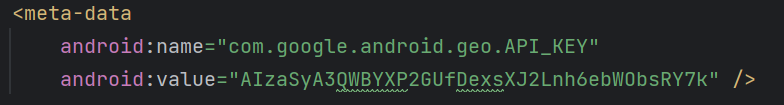 <meta-data
android:name="com.google.android.geo.API_KEY"
android:value="AIzaSyA3QWBYXP2GUfDexsXJ2Lnh6ebWObsRY7k" />